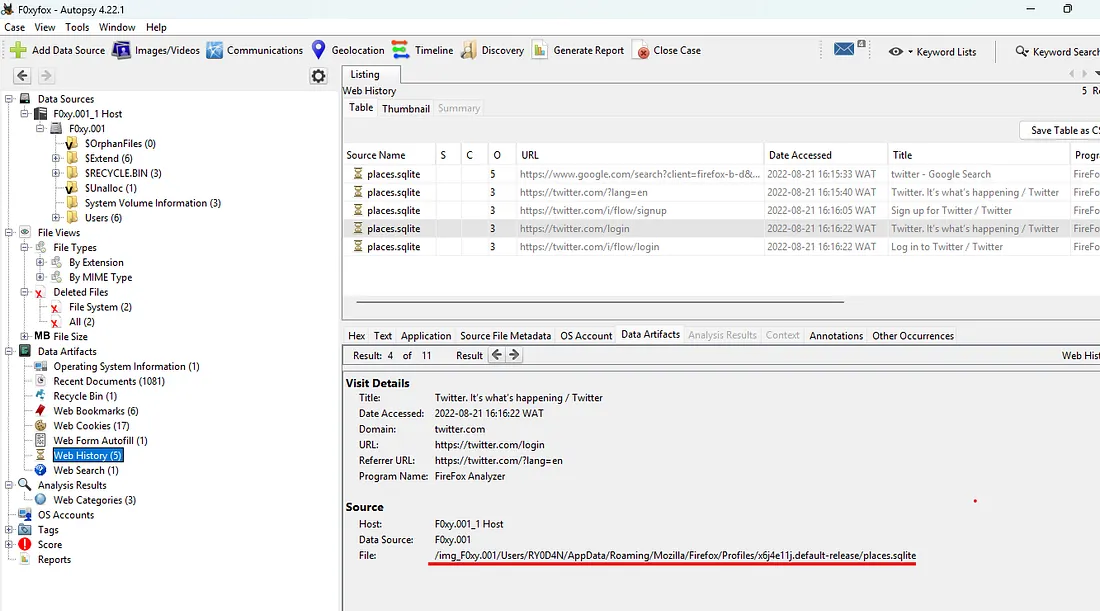 F0xyfox - Autopsy 4.22.1
Case View Tools Window Help
Add Data Source Images/Videos Communications Geolocation Timeline Discovery Generate Report Close Case Keyword Lists Keyword Search
Listing
Web History 5
Table Thumbnail Summary
Save Table as CS
Source Name S C O URL Date Accessed Title Progr
places.sqlite 5 https://www.google.com/search?client=firefox-b-d&... 2022-08-21 16:15:33 WAT twitter - Google Search FireFo
places.sqlite 3 https://twitter.com/?lang=en 2022-08-21 16:15:40 WAT Twitter. It's what's happening / Twitter FireFo
places.sqlite 3 https://twitter.com/i/flow/signup 2022-08-21 16:16:05 WAT Sign up for Twitter / Twitter FireFo
places.sqlite 3 https://twitter.com/login 2022-08-21 16:16:22 WAT Twitter. It's what's happening / Twitter FireFo
places.sqlite 3 https://twitter.com/i/flow/login 2022-08-21 16:16:22 WAT Log in to Twitter / Twitter FireFo
Data Sources
F0xy.001_1 Host
F0xy.001
$OrphanFiles (0)
$Extend (6)
$RECYCLE.BIN (3)
$Unalloc (1)
System Volume Information (3)
Users (6)
File Views
File Types
By Extension
By MIME Type
Deleted Files
File System (2)
All (2)
MB File Size
Data Artifacts
Operating System Information (1)
Recent Documents (1081)
Recycle Bin (1)
Web Bookmarks (6)
Web Cookies (17)
Web Form Autofill (1)
Web History (5)
Web Search (1)
Analysis Results
Web Categories (3)
OS Accounts
Tags
Score
Reports
Hex Text Application Source File Metadata OS Account Data Artifacts Analysis Results Context Annotations Other Occurrences
Result: 4 of 11 Result Web Hist
Visit Details
Title: Twitter. It's what's happening / Twitter
Date Accessed: 2022-08-21 16:16:22 WAT
Domain: twitter.com
URL: https://twitter.com/login
Referrer URL: https://twitter.com/?lang=en
Program Name: FireFox Analyzer
Source
Host: F0xy.001_1 Host
Data Source: F0xy.001
File: /img_F0xy.001/Users/RY0D4N/AppData/Roaming/Mozilla/Firefox/Profiles/x6j4e11j.default-release/places.sqlite